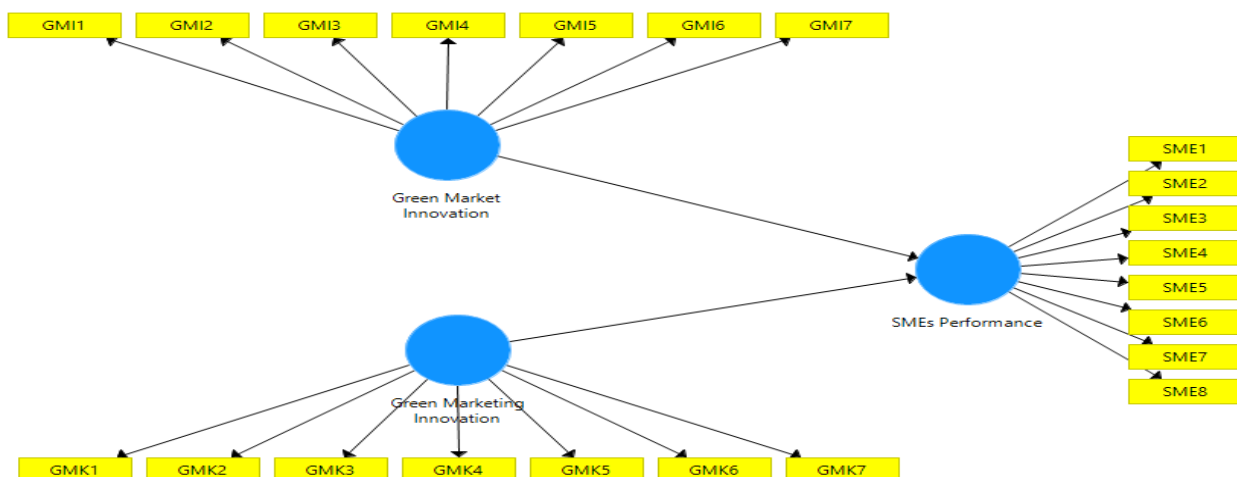 GMI1 GMI2 GMI3 GMI4 GMI5 GMI6 GMI7
Green Market
Innovation
SME1
SME2
SME3
SME4
SME5
SME6
SME7
SME8
SMEs Performance
Green Marketing
Innovation
GMK1 GMK2 GMK3 GMK4 GMK5 GMK6 GMK7